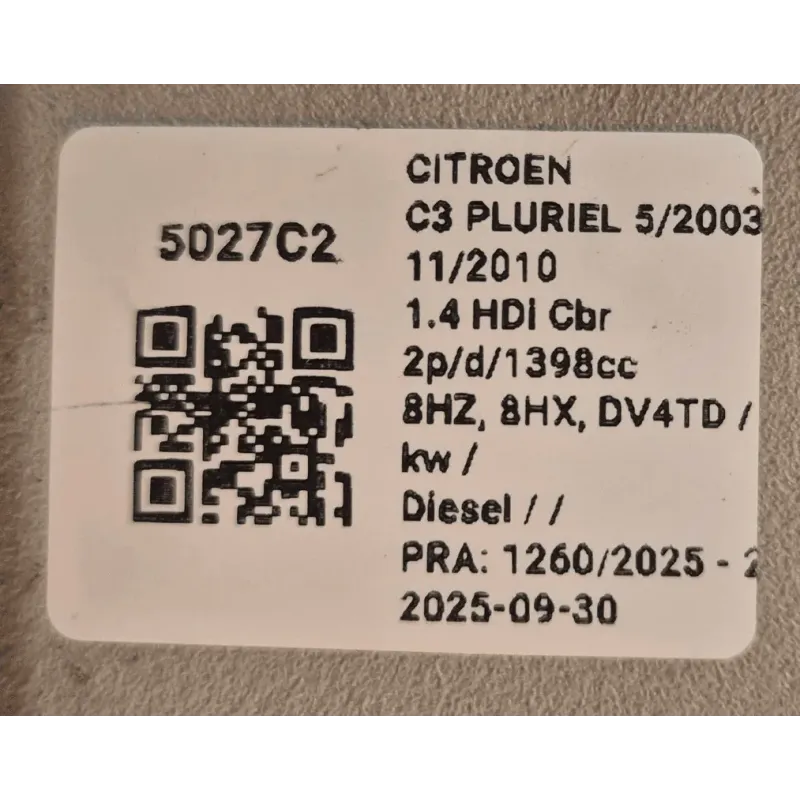 5027C2
CITROEN
C3 PLURIEL 5/2003
11/2010
1.4 HDi Cbr
2p/d/1398cc
8HZ, 8HX, DV4TD /
kw /
Diesel / /
PRA: 1260/2025 - 2
2025-09-30